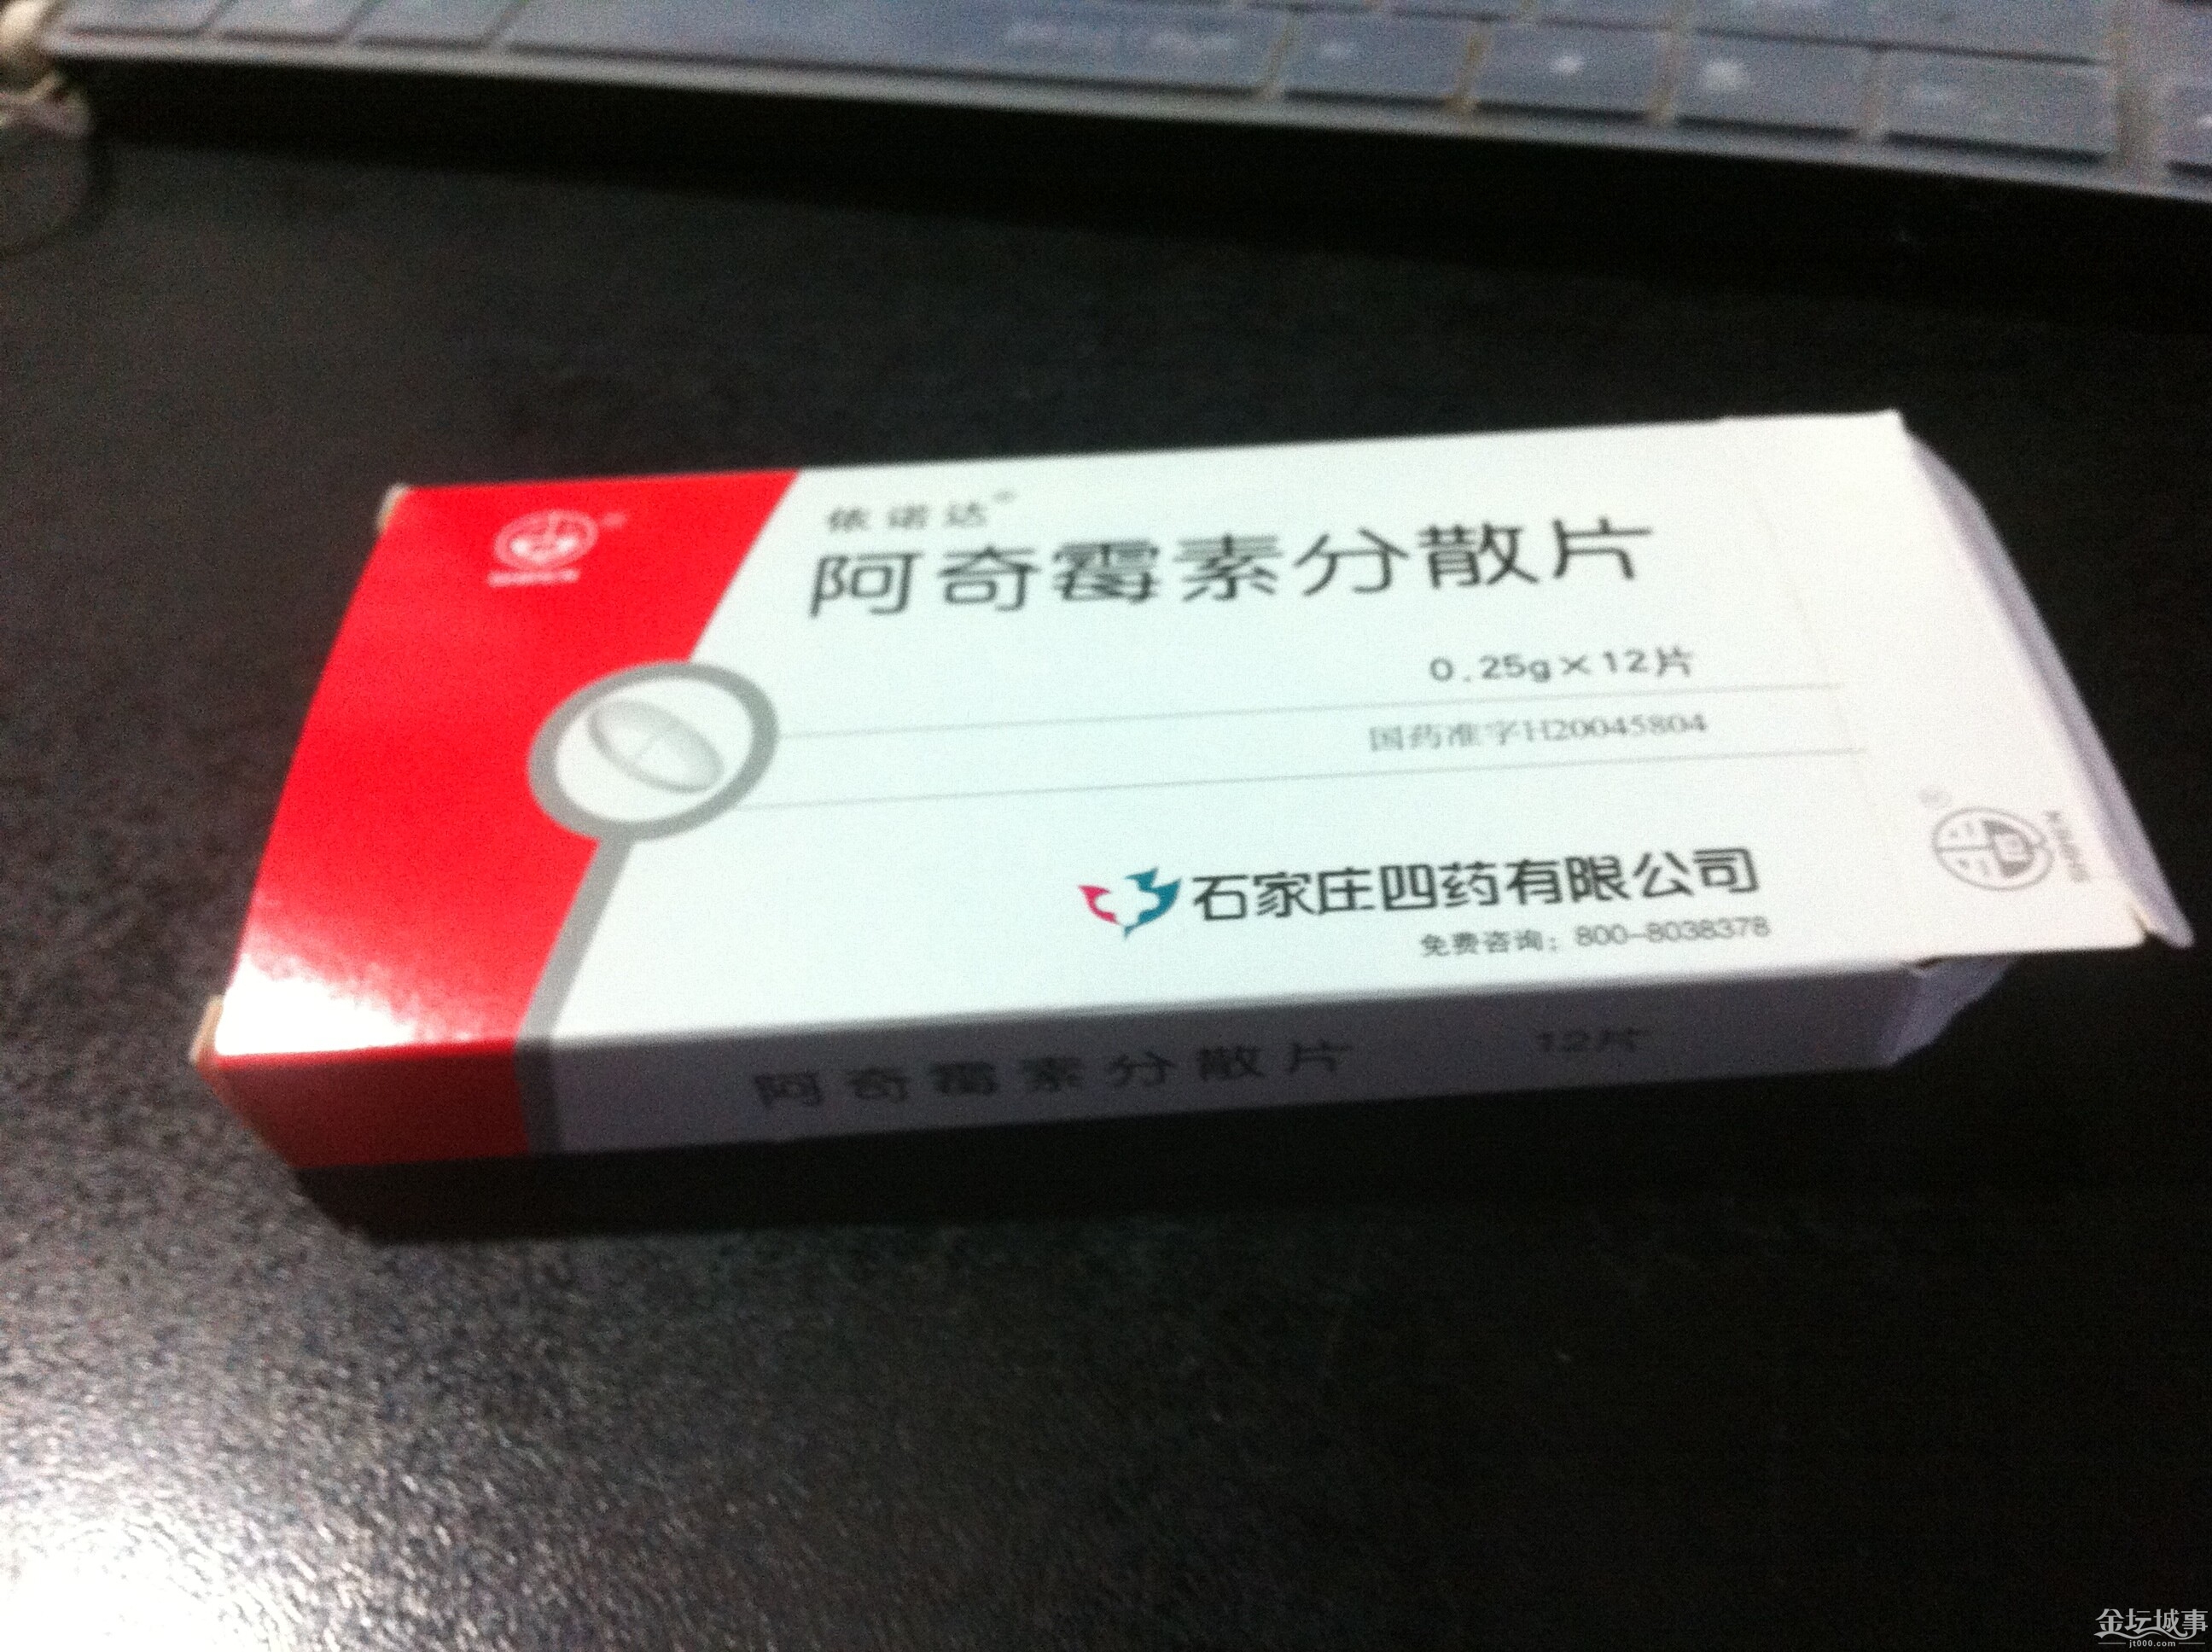 依诺达
阿奇霉素分散片
0.25g×12片
国药准字H20045804
石家庄四药有限公司
免费咨询：800-8038378
阿奇霉素分散片 12片
金坛城事
jt000.com